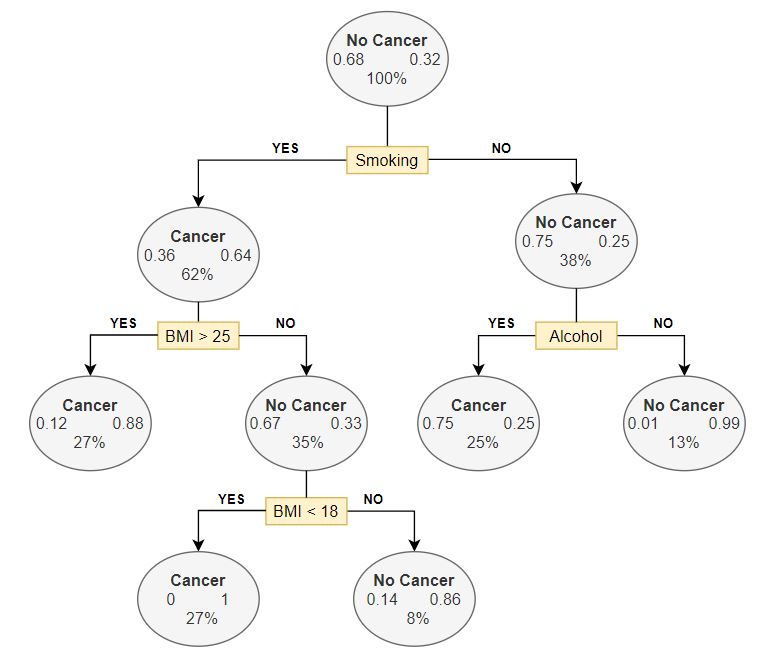 No Cancer
0.68 0.32
100%
YES NO
Smoking
Cancer
0.36 0.64
62%
No Cancer
0.75 0.25
38%
YES NO
BMI > 25
YES NO
Alcohol
Cancer
0.12 0.88
27%
No Cancer
0.67 0.33
35%
Cancer
0.75 0.25
25%
No Cancer
0.01 0.99
13%
YES NO
BMI < 18
Cancer
0 1
27%
No Cancer
0.14 0.86
8%